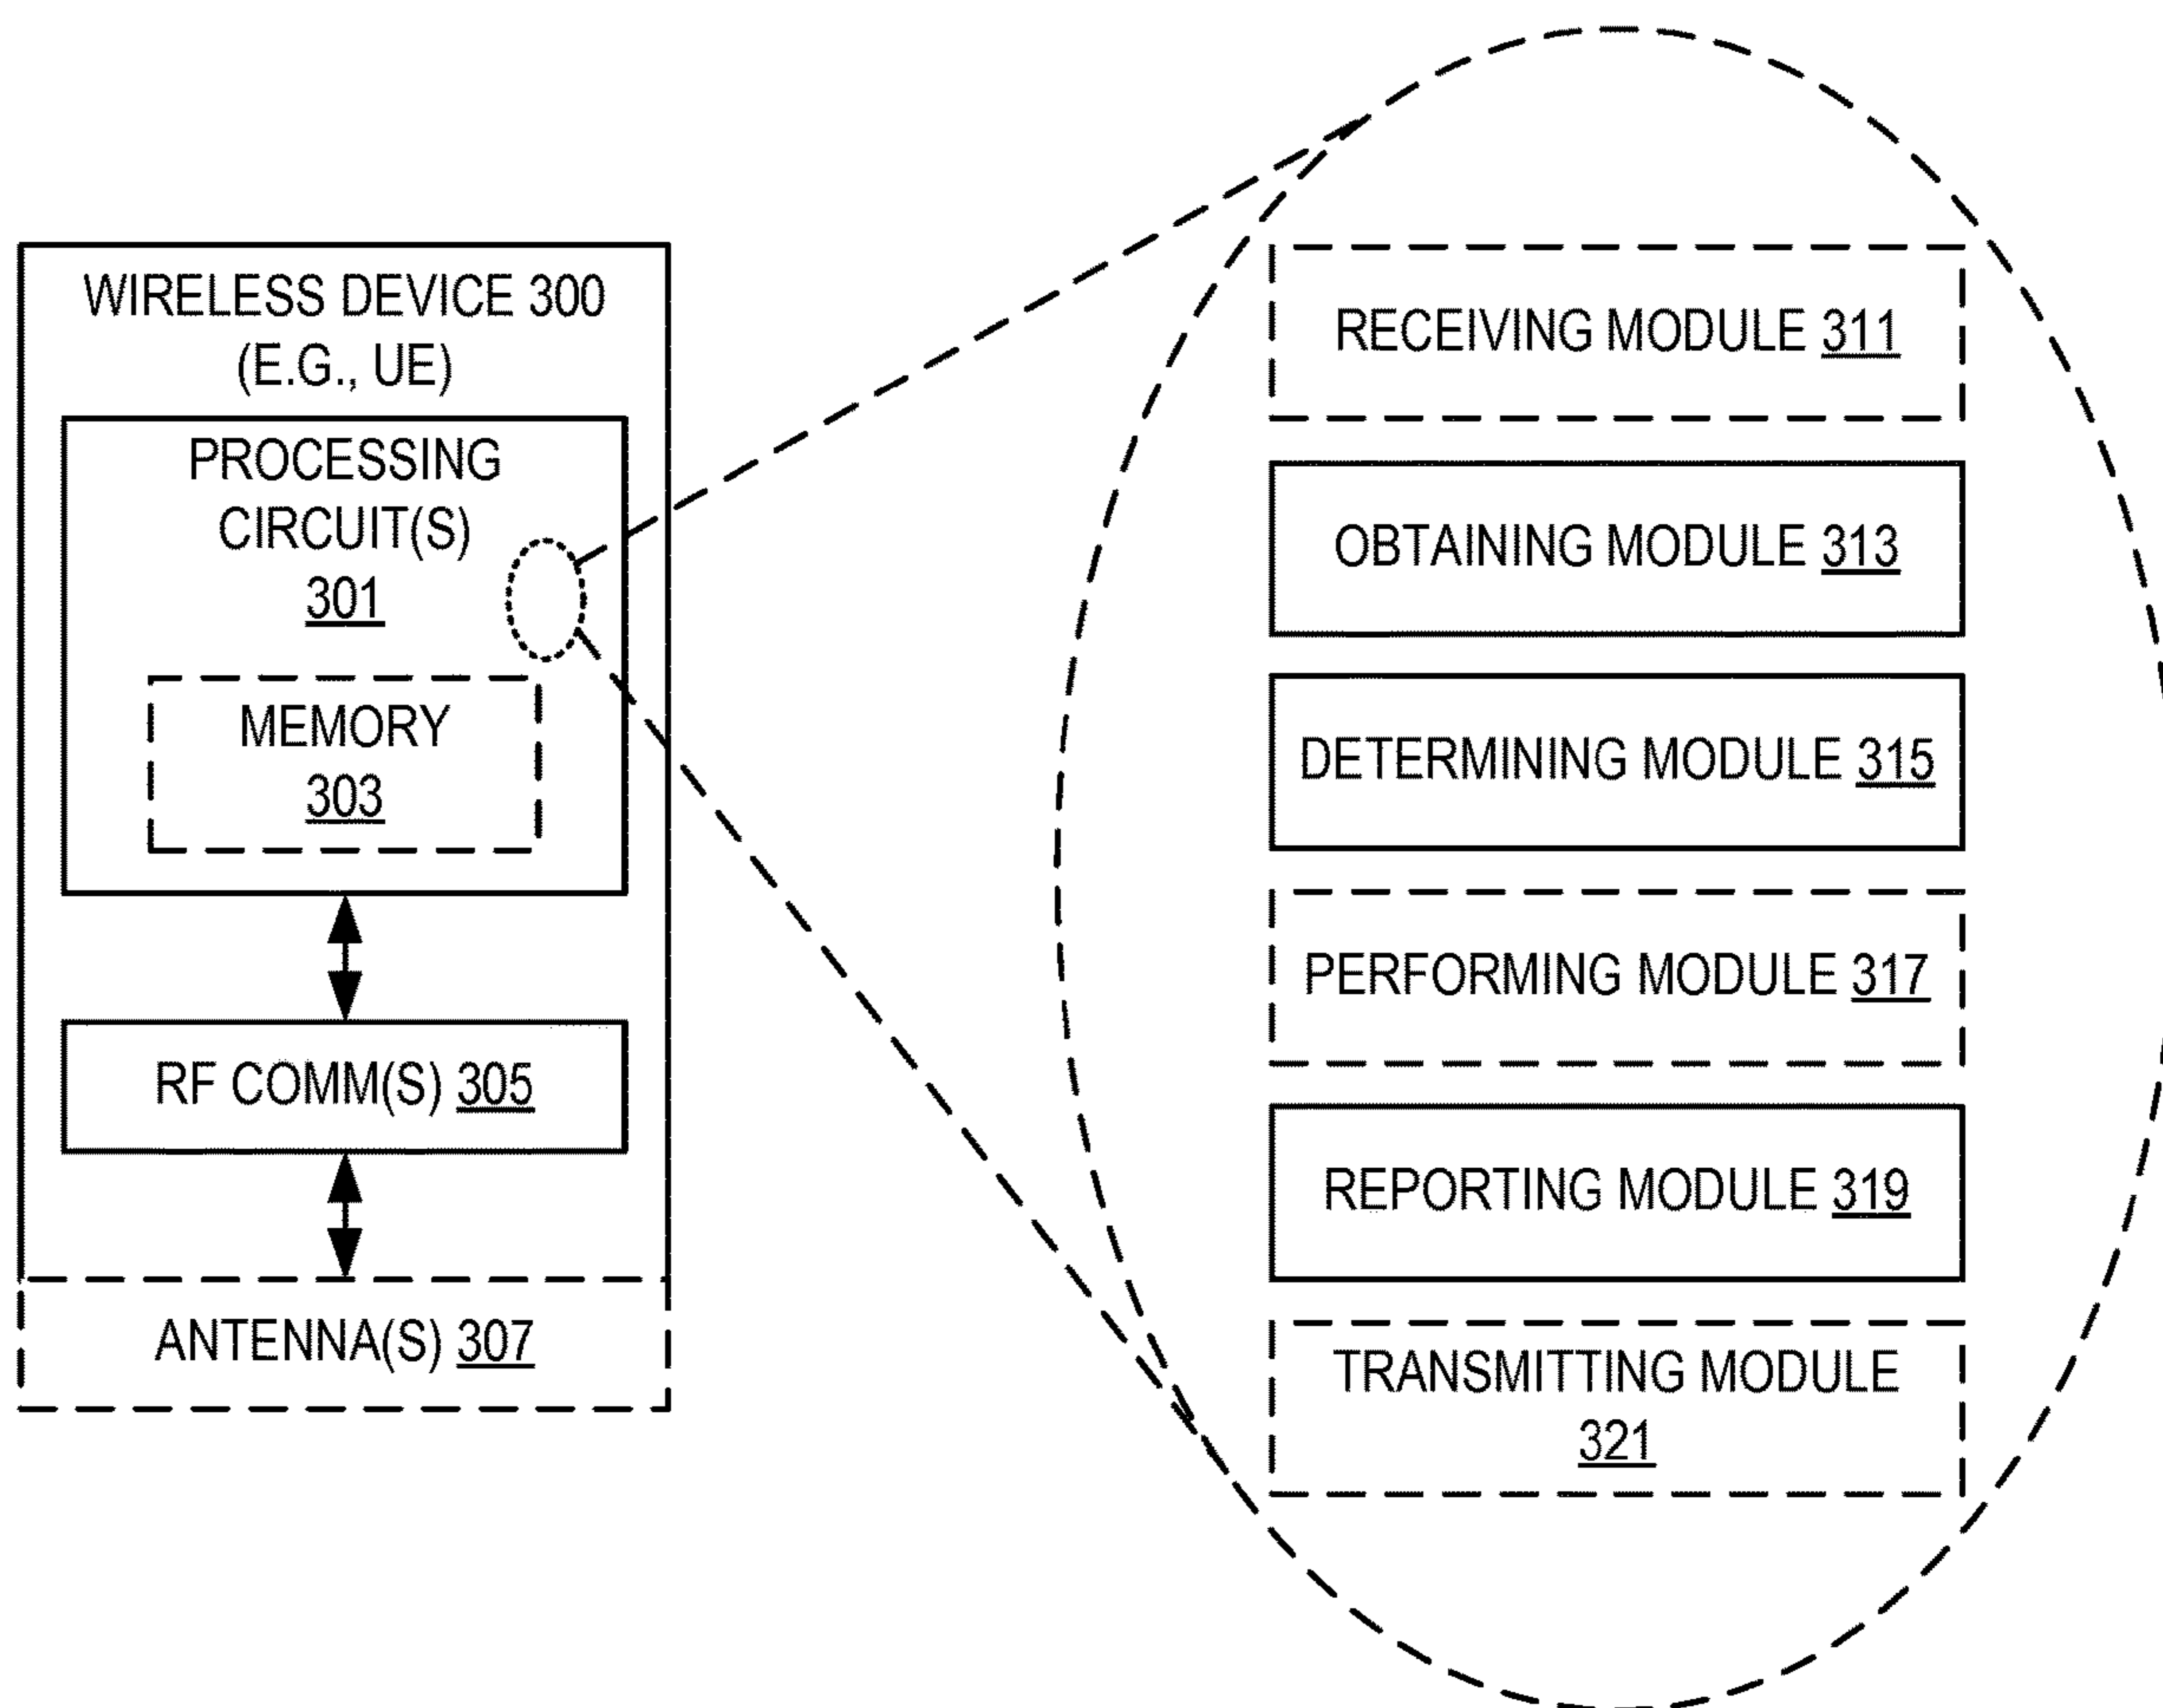 WIRELESS DEVICE 300
(E.G., UE)
PROCESSING
CIRCUIT(S)
301
MEMORY
303
RF COMM(S) 305
ANTENNA(S) 307
RECEIVING MODULE 311
OBTAINING MODULE 313
DETERMINING MODULE 315
PERFORMING MODULE 317
REPORTING MODULE 319
TRANSMITTING MODULE
321